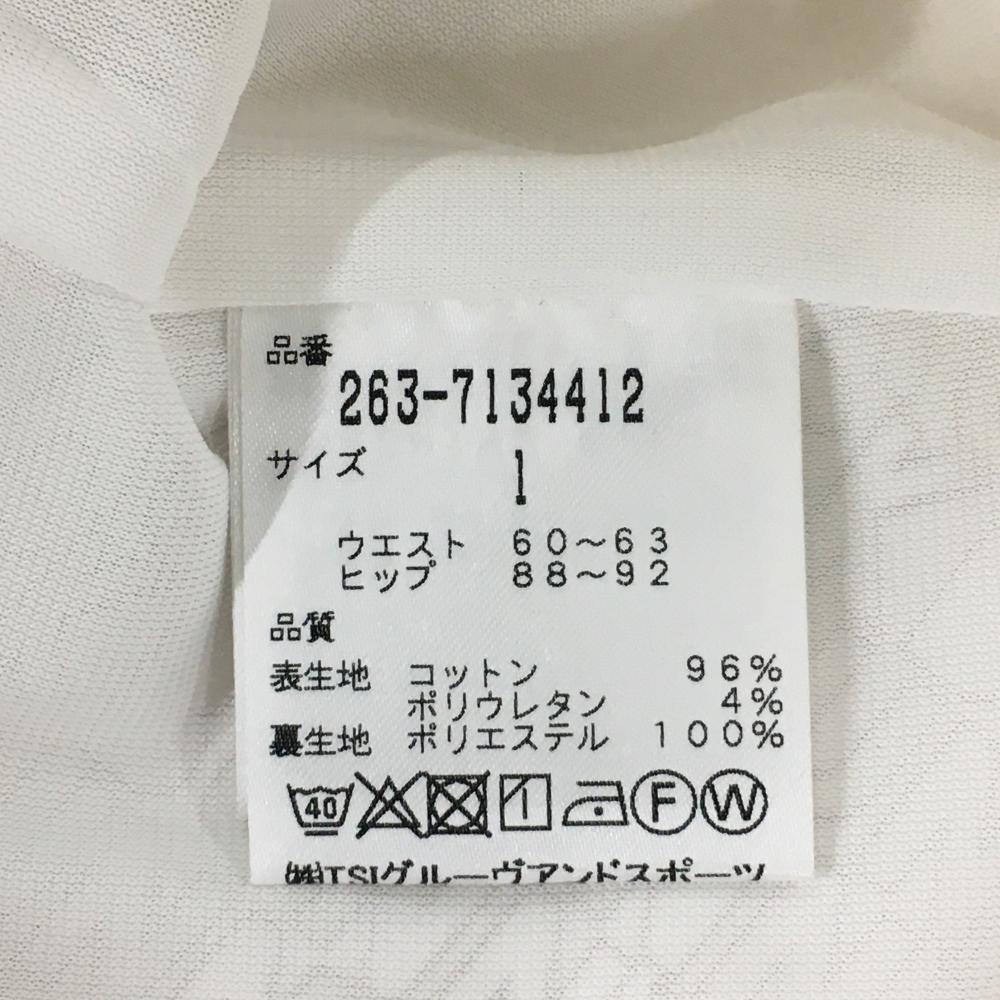 品番
263-7134412
サイズ 1
ウエスト 60〜63
ヒップ 88〜92
品質
表生地 コットン 96%
ポリウレタン 4%
裏生地 ポリエステル 100%
40 F W
㈱TSIグルーヴアンドスポーツ